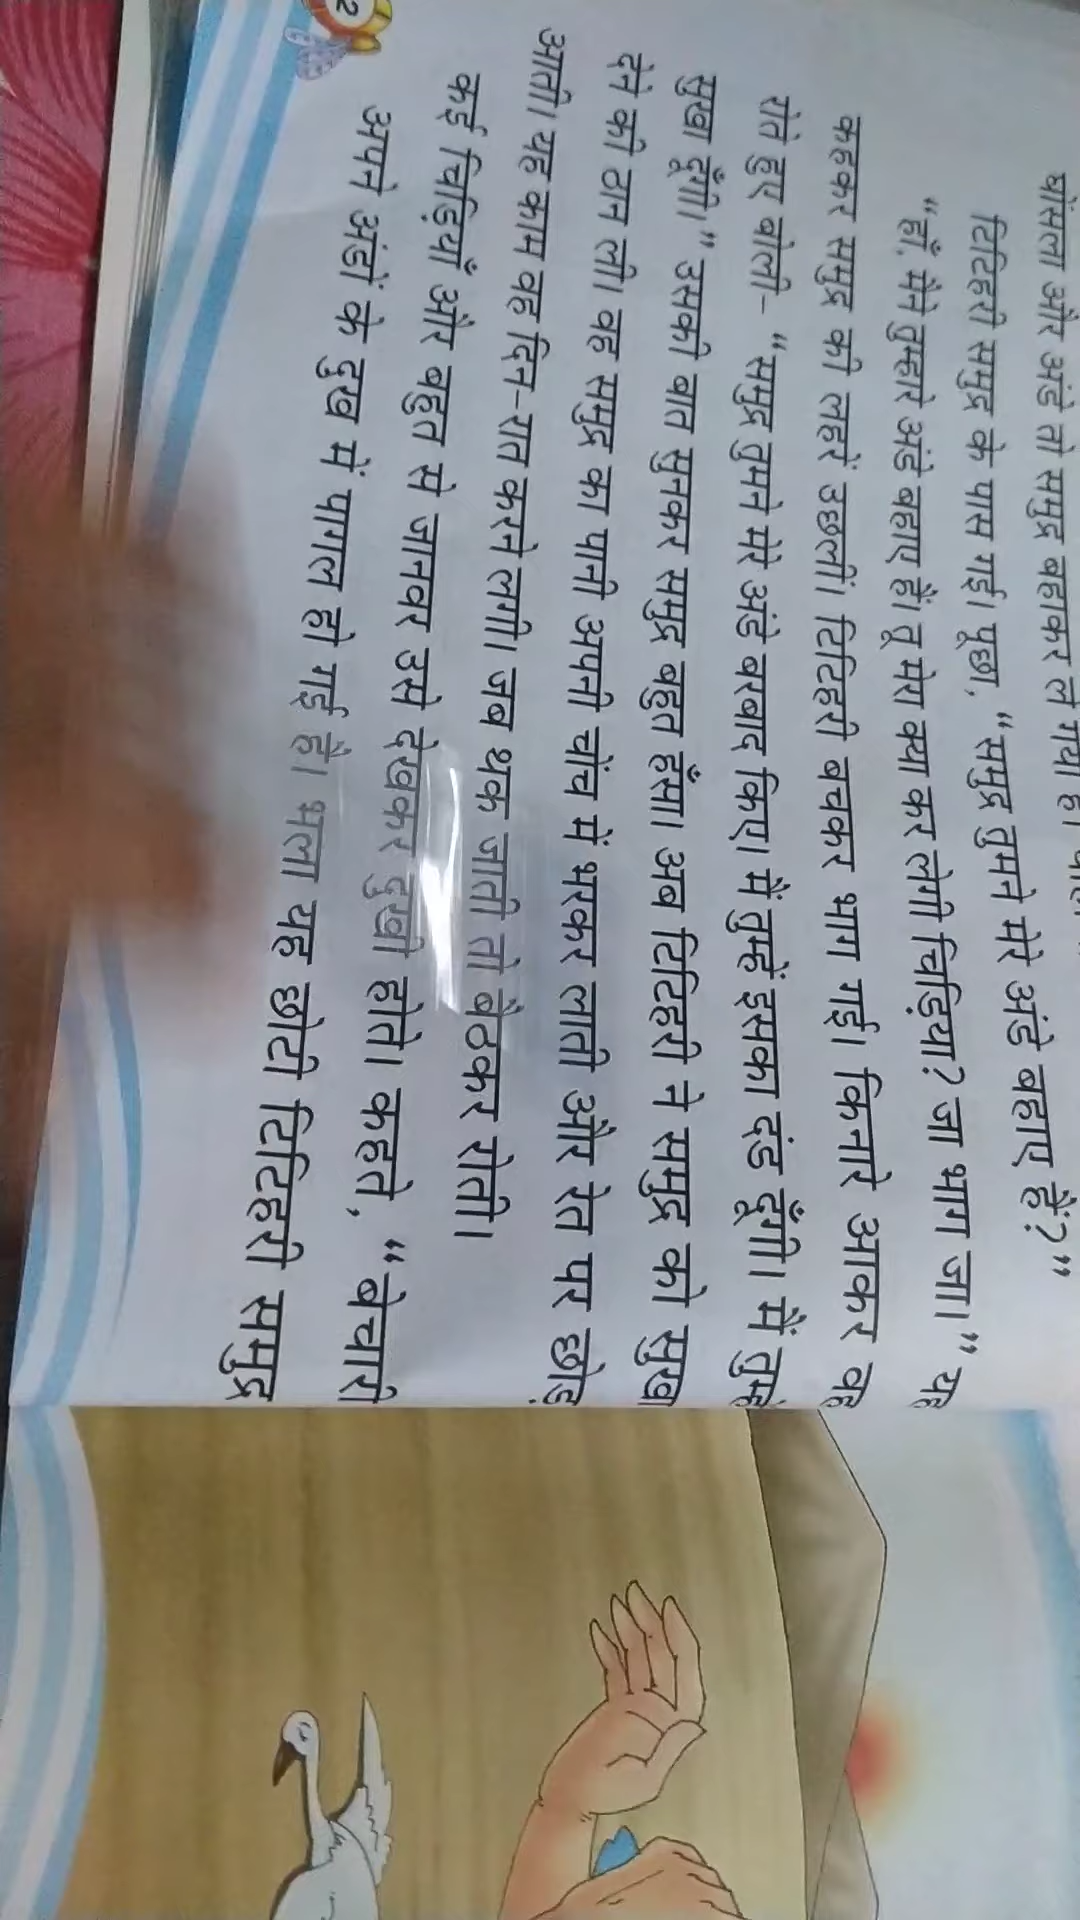 घोंसला और अंडे तो समुद्र बहाकर ले गया है।
टिटिहरी समुद्र के पास गई। पूछा, “समुद्र तुमने मेरे अंडे बहाए हैं?”
“हाँ, मैंने तुम्हारे अंडे बहाए हैं। तू मेरा क्या कर लेगी चिड़िया? जा भाग जा।” यह
कहकर समुद्र की लहरें उछलीं। टिटिहरी बचकर भाग गई। किनारे आकर वह
रोते हुए बोली- “समुद्र तुमने मेरे अंडे बरबाद किए। मैं तुम्हें इसका दंड दूँगी। मैं तुम्हें
सुखा दूँगी।” उसकी बात सुनकर समुद्र बहुत हँसा। अब टिटिहरी ने समुद्र को सुखा
देने की ठान ली। वह समुद्र का पानी अपनी चोंच में भरकर लाती और रेत पर छोड़
आती। यह काम वह दिन-रात करने लगी। जब थक जाती तो बैठकर रोती।
कई चिड़ियाँ और बहुत से जानवर उसे देखकर दुखी होते। कहते, “बेचारी
अपने अंडों के दुख में पागल हो गई है। भला यह छोटी टिटिहरी समुद्र
2